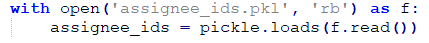 with open('assignee_ids.pkl', 'rb') as f:
    assignee_ids = pickle.loads(f.read())